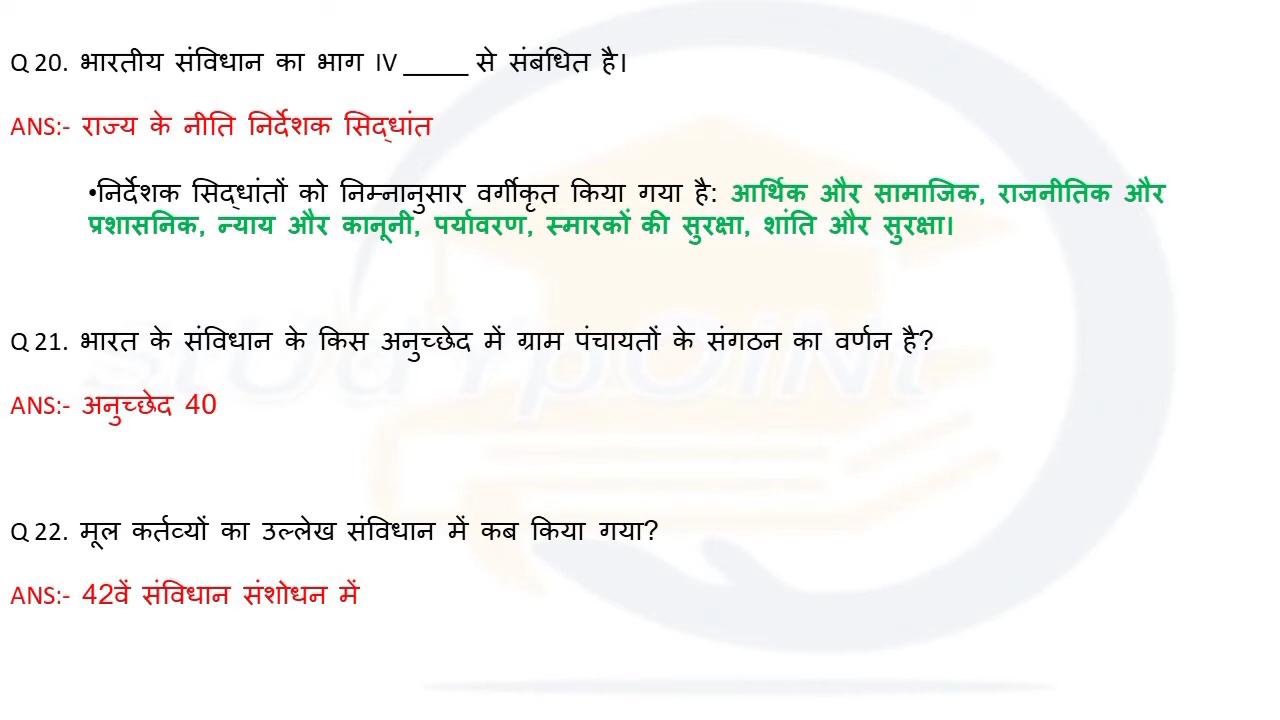 Q 20. भारतीय संविधान का भाग IV _____ से संबंधित है।
ANS:- राज्य के नीति निर्देशक सिद्धांत
•निर्देशक सिद्धांतों को निम्नानुसार वर्गीकृत किया गया है: आर्थिक और सामाजिक, राजनीतिक और
प्रशासनिक, न्याय और कानूनी, पर्यावरण, स्मारकों की सुरक्षा, शांति और सुरक्षा।
Q 21. भारत के संविधान के किस अनुच्छेद में ग्राम पंचायतों के संगठन का वर्णन है?
ANS:- अनुच्छेद 40
Q 22. मूल कर्तव्यों का उल्लेख संविधान में कब किया गया?
ANS:- 42वें संविधान संशोधन में